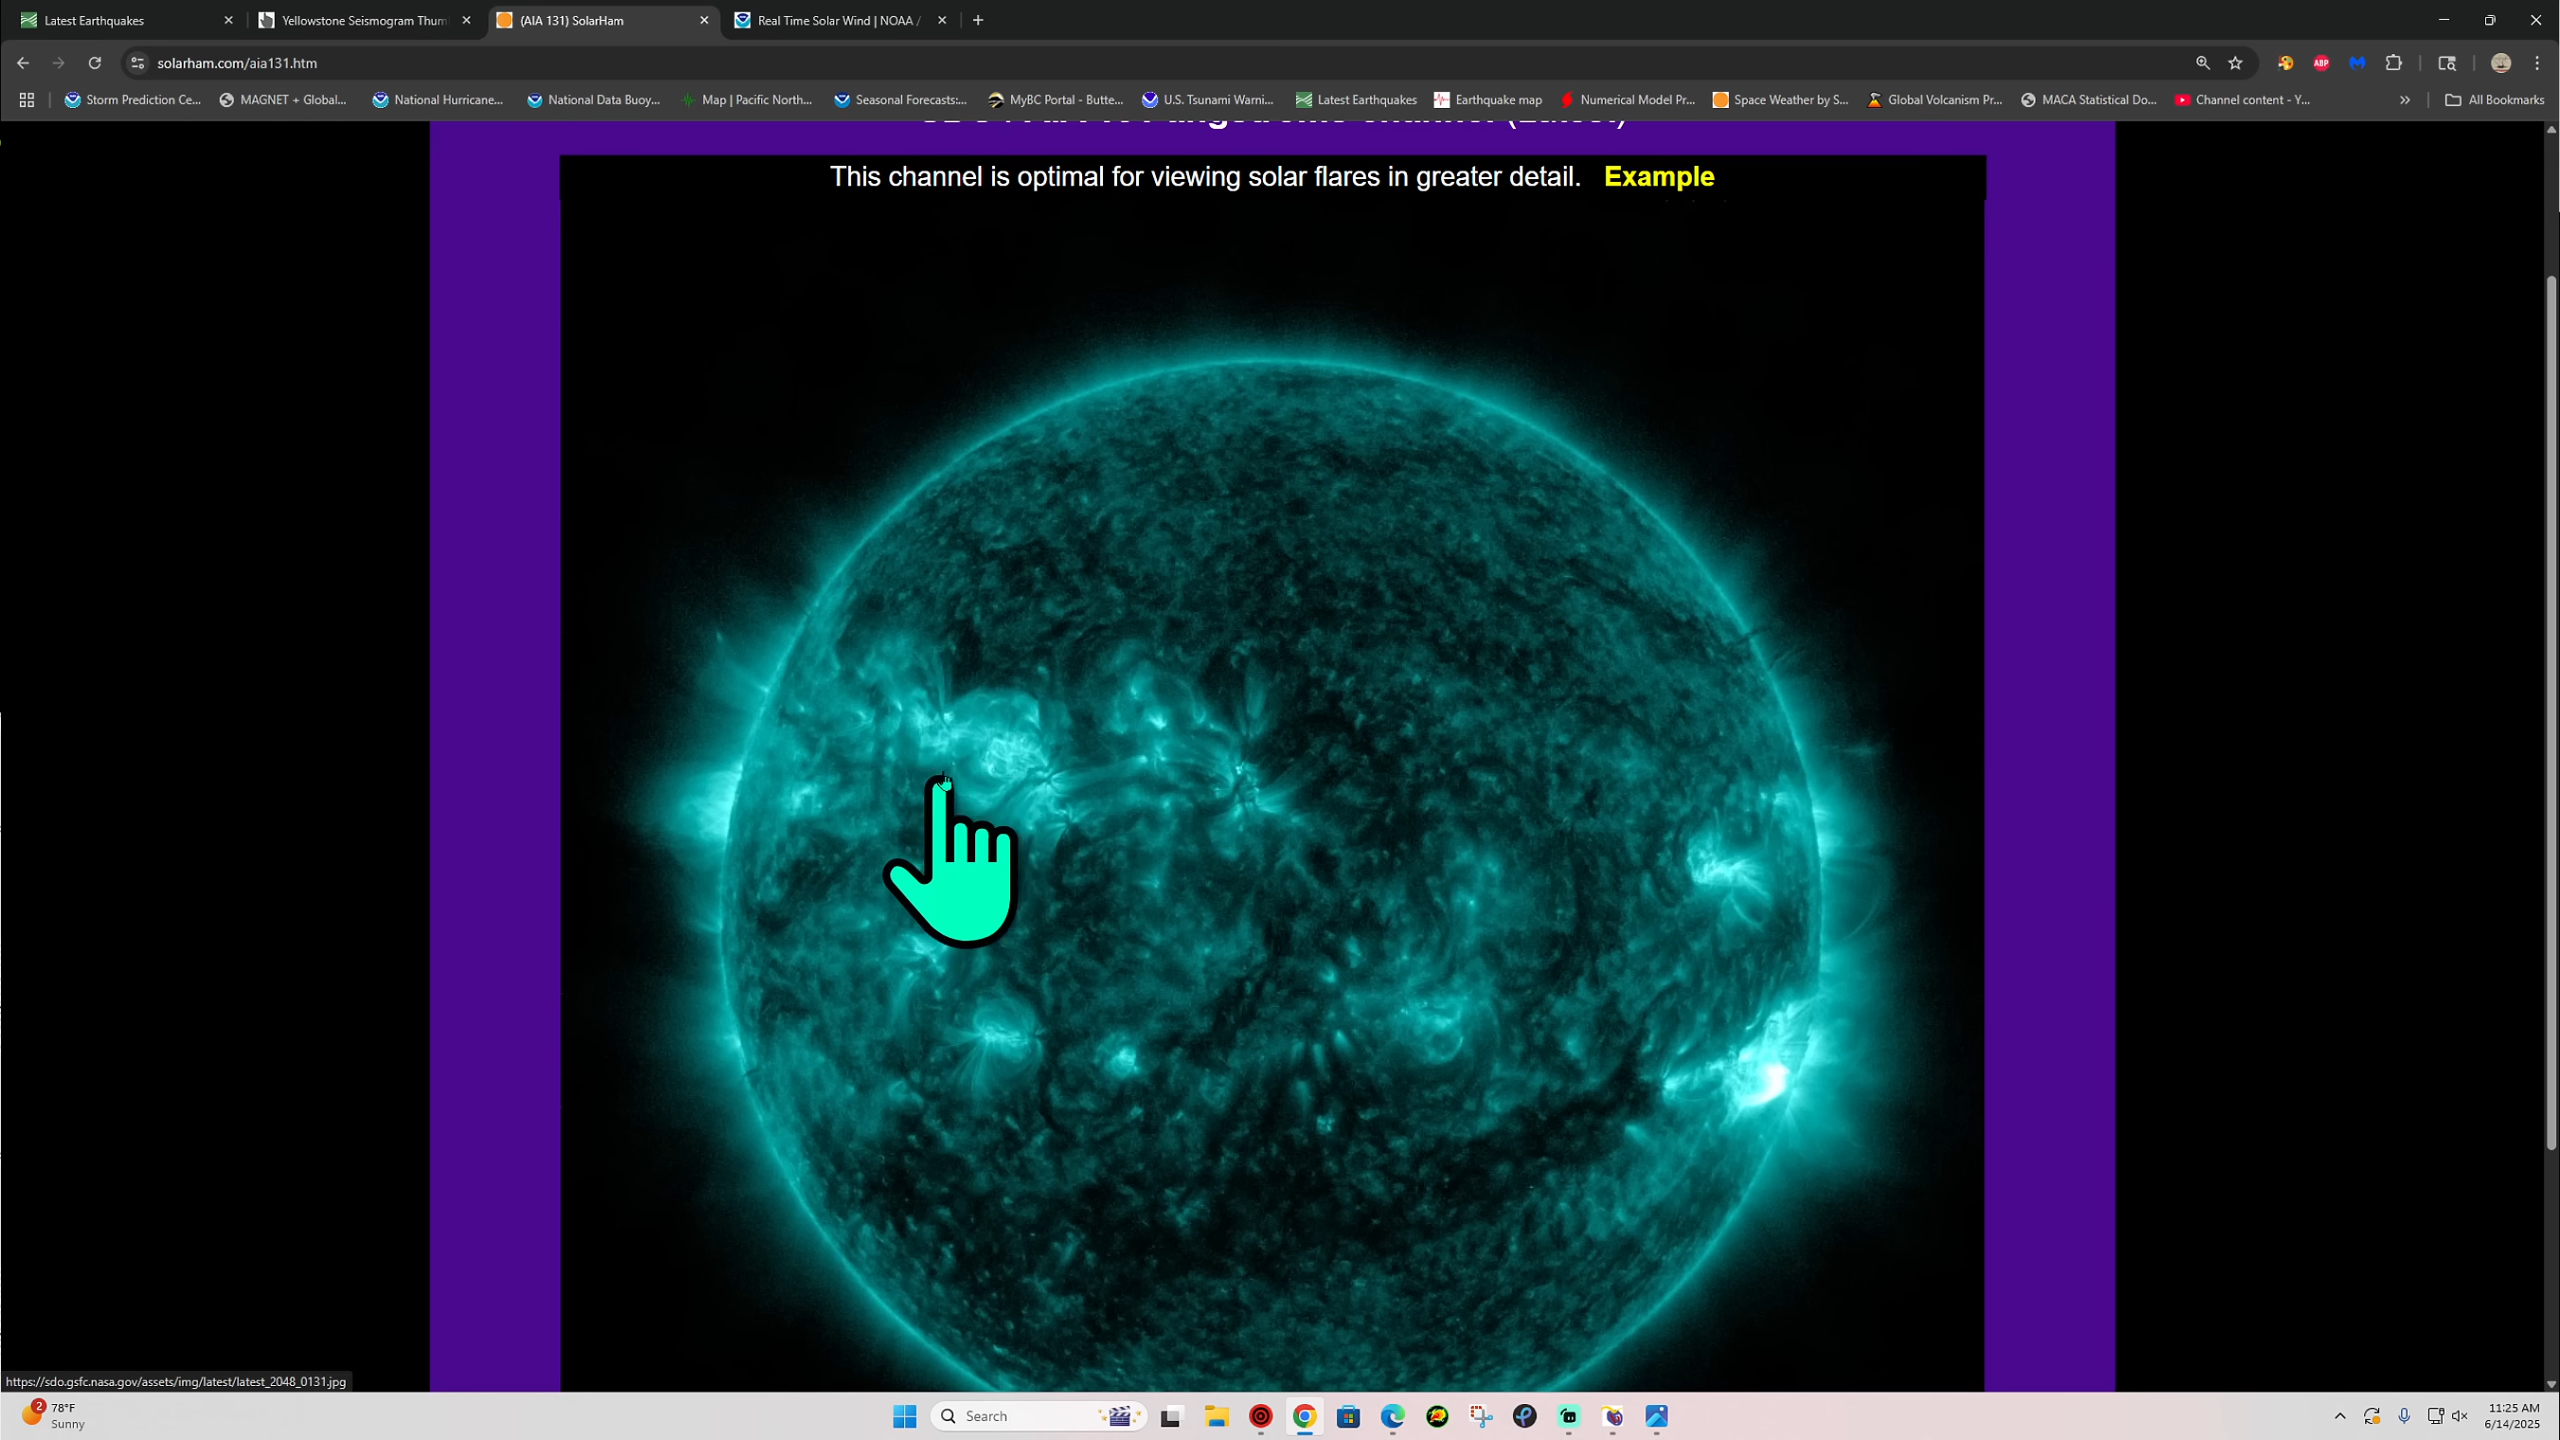 Latest Earthquakes
Yellowstone Seismogram Thum
(AIA 131) SolarHam
Real Time Solar Wind | NOAA /
solarham.com/aia131.htm
ABP
Storm Prediction Ce...
MAGNET + Global...
National Hurricane...
National Data Buoy...
Map | Pacific North...
Seasonal Forecasts:...
MyBC Portal - Butte...
U.S. Tsunami Warni...
Latest Earthquakes
Earthquake map
Numerical Model Pr...
Space Weather by S...
Global Volcanism Pr...
MACA Statistical Do...
Channel content - Y...
All Bookmarks
This channel is optimal for viewing solar flares in greater detail. Example
https://sdo.gsfc.nasa.gov/assets/img/latest/latest_2048_0131.jpg
2
78°F
Sunny
Search
11:25 AM
6/14/2025